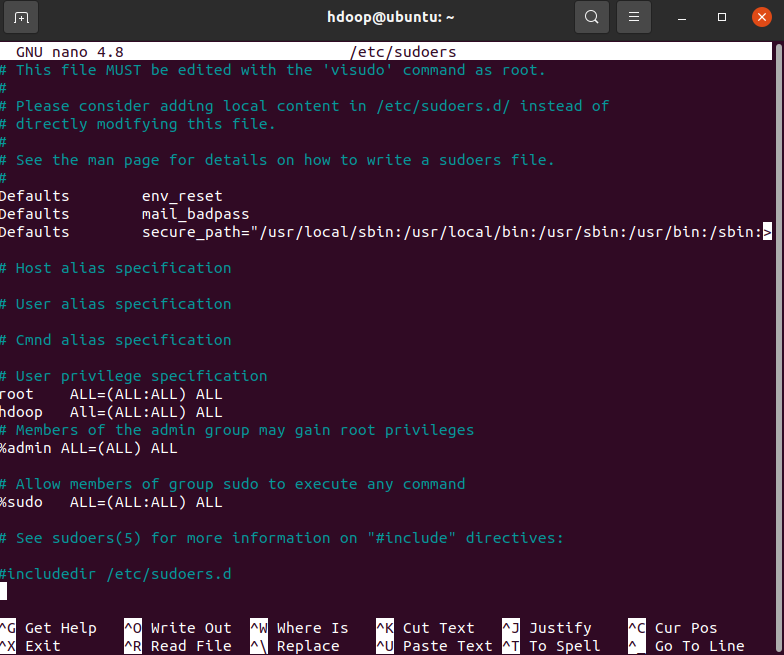 hdoop@ubuntu: ~
GNU nano 4.8 /etc/sudoers
# This file MUST be edited with the 'visudo' command as root.
#
# Please consider adding local content in /etc/sudoers.d/ instead of
# directly modifying this file.
#
# See the man page for details on how to write a sudoers file.
#
Defaults env_reset
Defaults mail_badpass
Defaults secure_path="/usr/local/sbin:/usr/local/bin:/usr/sbin:/usr/bin:/sbin:>
# Host alias specification
# User alias specification
# Cmnd alias specification
# User privilege specification
root ALL=(ALL:ALL) ALL
hdoop All=(ALL:ALL) ALL
# Members of the admin group may gain root privileges
%admin ALL=(ALL) ALL
# Allow members of group sudo to execute any command
%sudo ALL=(ALL:ALL) ALL
# See sudoers(5) for more information on "#include" directives:
#includedir /etc/sudoers.d
^G Get Help ^O Write Out ^W Where Is ^K Cut Text ^J Justify ^C Cur Pos
^X Exit ^R Read File ^\ Replace ^U Paste Text ^T To Spell ^_ Go To Line